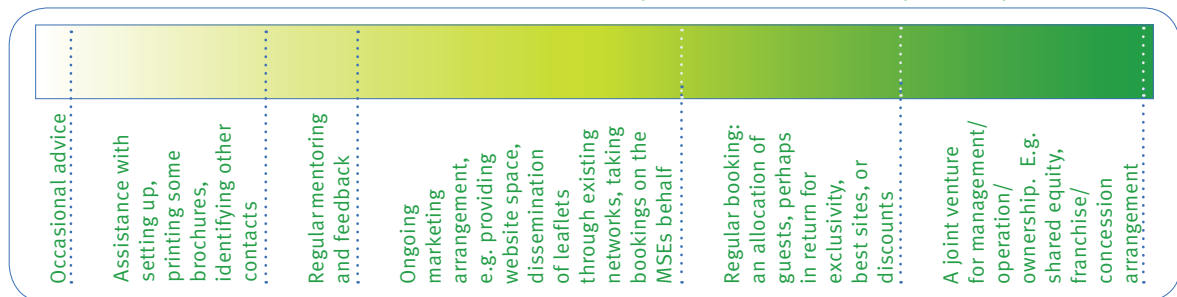 Occasional advice
Assistance with
setting up,
printing some
brochures,
identifying other
contacts
Regular mentoring
and feedback
Ongoing
marketing
arrangement,
e.g. providing
website space,
dissemination
of leaflets
through existing
networks, taking
bookings on the
MSEs behalf
Regular booking:
an allocation of
guests, perhaps
in return for
exclusivity,
best sites, or
discounts
A joint venture
for management/
operation/
ownership. E.g.
shared equity,
franchise/
concession
arrangement